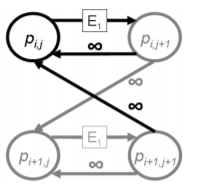 p_{i,j} E_1 p_{i,j+1}
∞
∞
∞
p_{i+1,j} E_1 p_{i+1,j+1}
∞